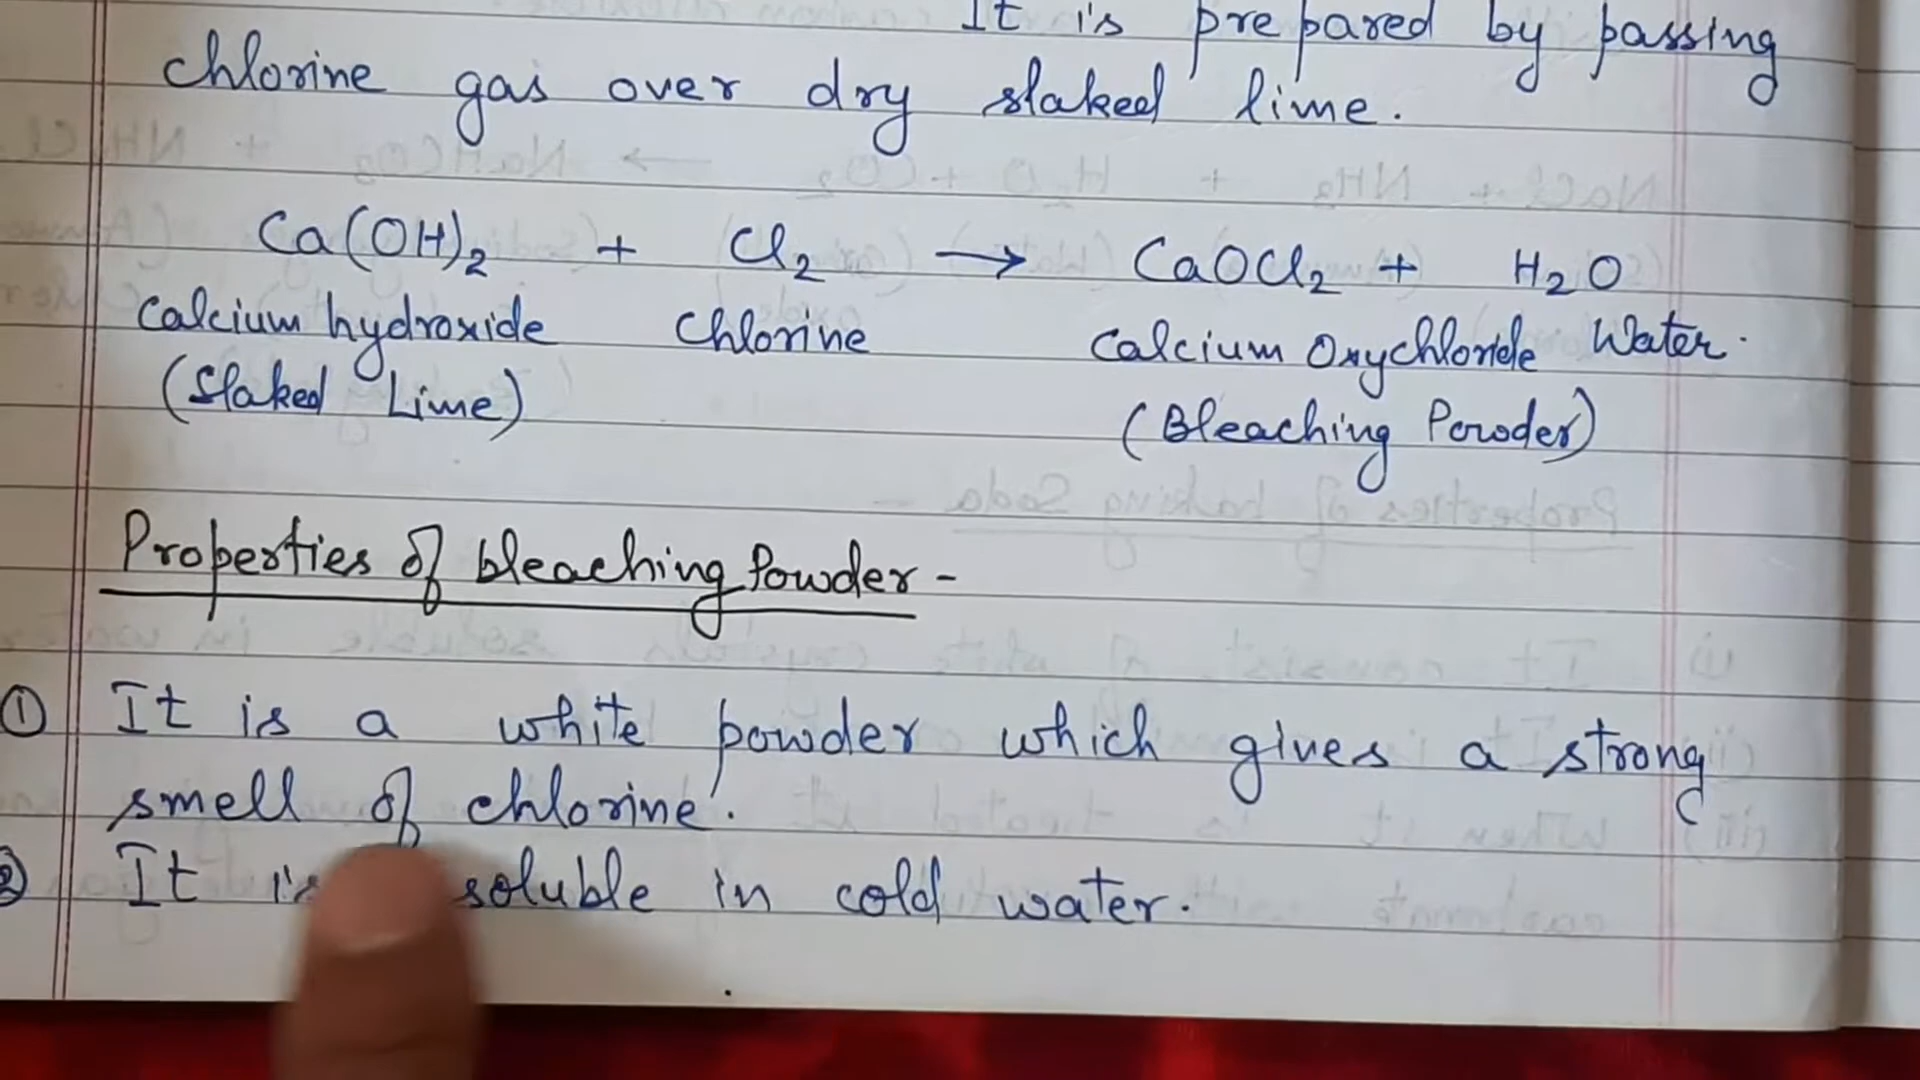 It is prepared by passing
chlorine gas over dry slaked lime.
Ca(OH)₂ + Cl₂ → CaOCl₂ + H₂O
Calcium hydroxide Chlorine Calcium Oxychloride Water.
(Slaked Lime) (Bleaching Powder)
Properties of bleaching Powder -
① It is a white powder which gives a strong
smell of chlorine.
② It is soluble in cold water.